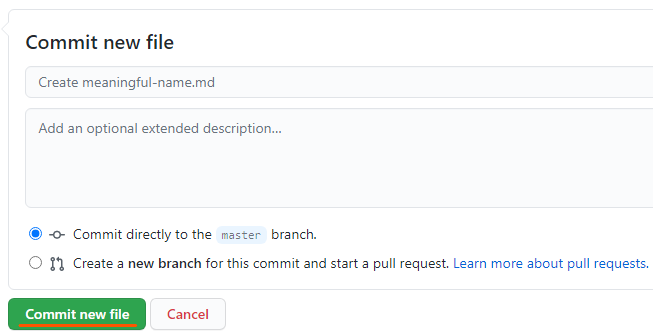 Commit new file
Create meaningful-name.md
Add an optional extended description...
Commit directly to the master branch.
Create a new branch for this commit and start a pull request. Learn more about pull requests.
Commit new file
Cancel